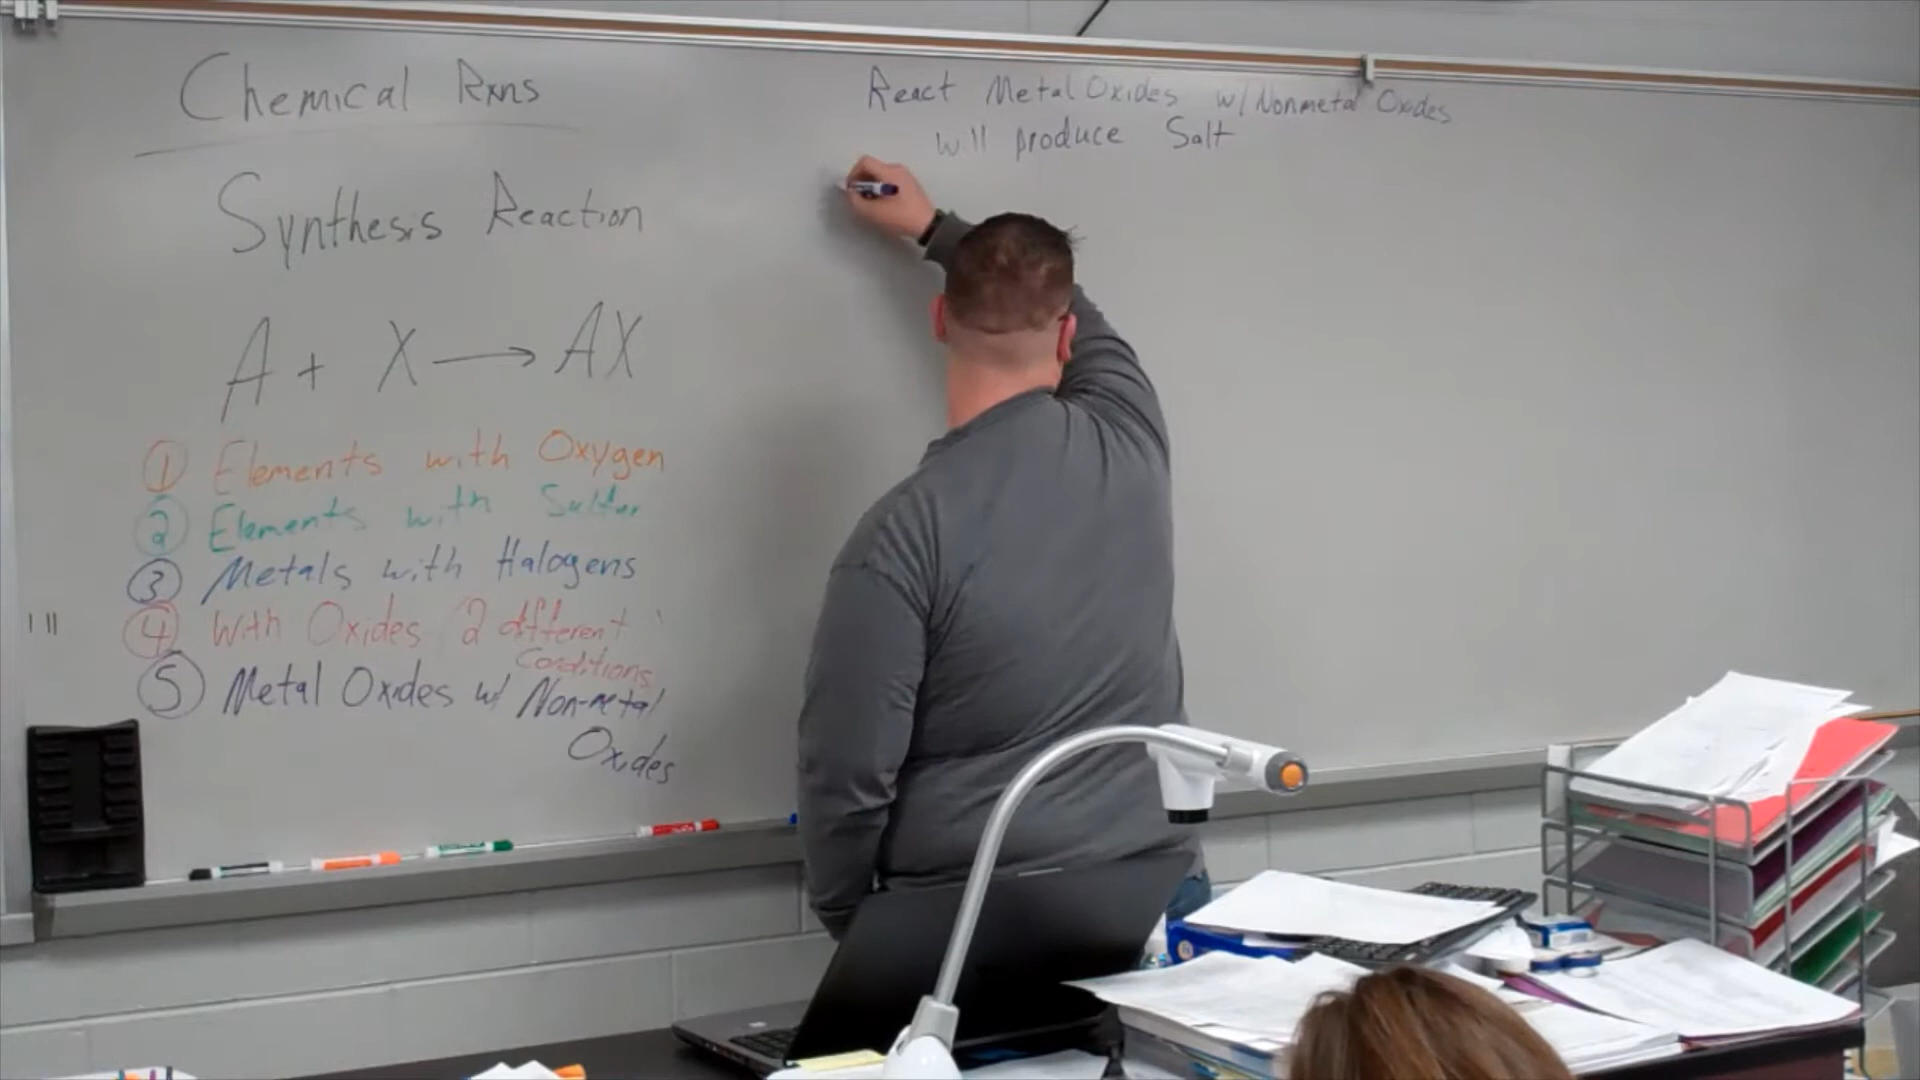 Chemical Rxns
Synthesis Reaction
A + X → AX
① Elements with Oxygen
② Elements with Sulfur
③ Metals with Halogens
④ With Oxides "2 different
Conditions
⑤ Metal Oxides w/ Non-metal
Oxides
React Metal Oxides w/ Nonmetal Oxides
will produce Salt